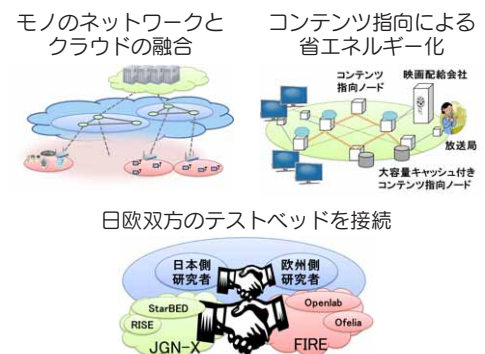 モノのネットワークと
クラウドの融合
コンテンツ指向による
省エネルギー化
コンテンツ
指向ノード
映画配給会社
放送局
大容量キャッシュ付き
コンテンツ指向ノード
日欧双方のテストベッドを接続
日本側
研究者
欧州側
研究者
StarBED
RISE
JGN-X
Openlab
Ofelia
FIRE